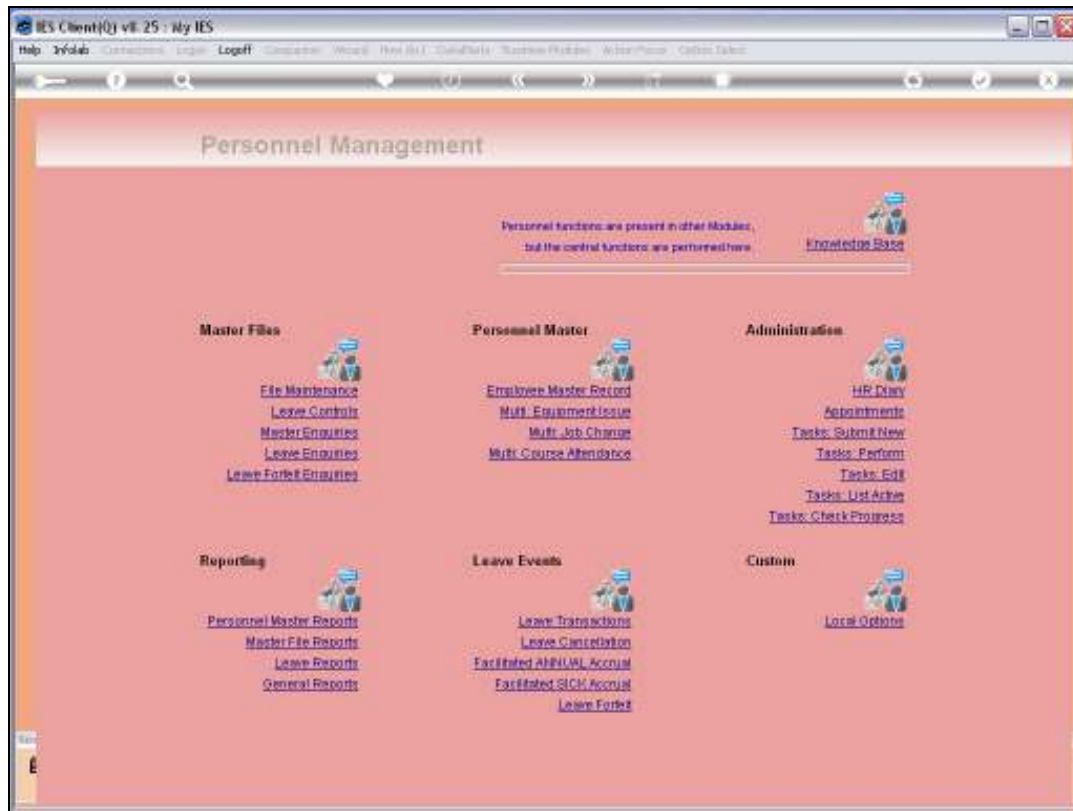 IES Client(Q) v8.25 : My IES
Help Infolab Logoff
Personnel Management
Personnel functions are present in other Modules,
but the central functions are performed here
Knowledge Base
Master Files
File Maintenance
Leave Controls
Master Enquiries
Leave Enquiries
Leave Forfeit Enquiries
Personnel Master
Employee Master Record
Multi: Equipment Issue
Multi: Job Change
Multi: Course Attendance
Administration
HR Diary
Appointments
Tasks: Submit New
Tasks: Perform
Tasks: Edit
Tasks: List Active
Tasks: Check Progress
Reporting
Personnel Master Reports
Master File Reports
Leave Reports
General Reports
Leave Events
Leave Transactions
Leave Cancellation
Facilitated ANNUAL Accrual
Facilitated SICK Accrual
Leave Forfeit
Custom
Local Options